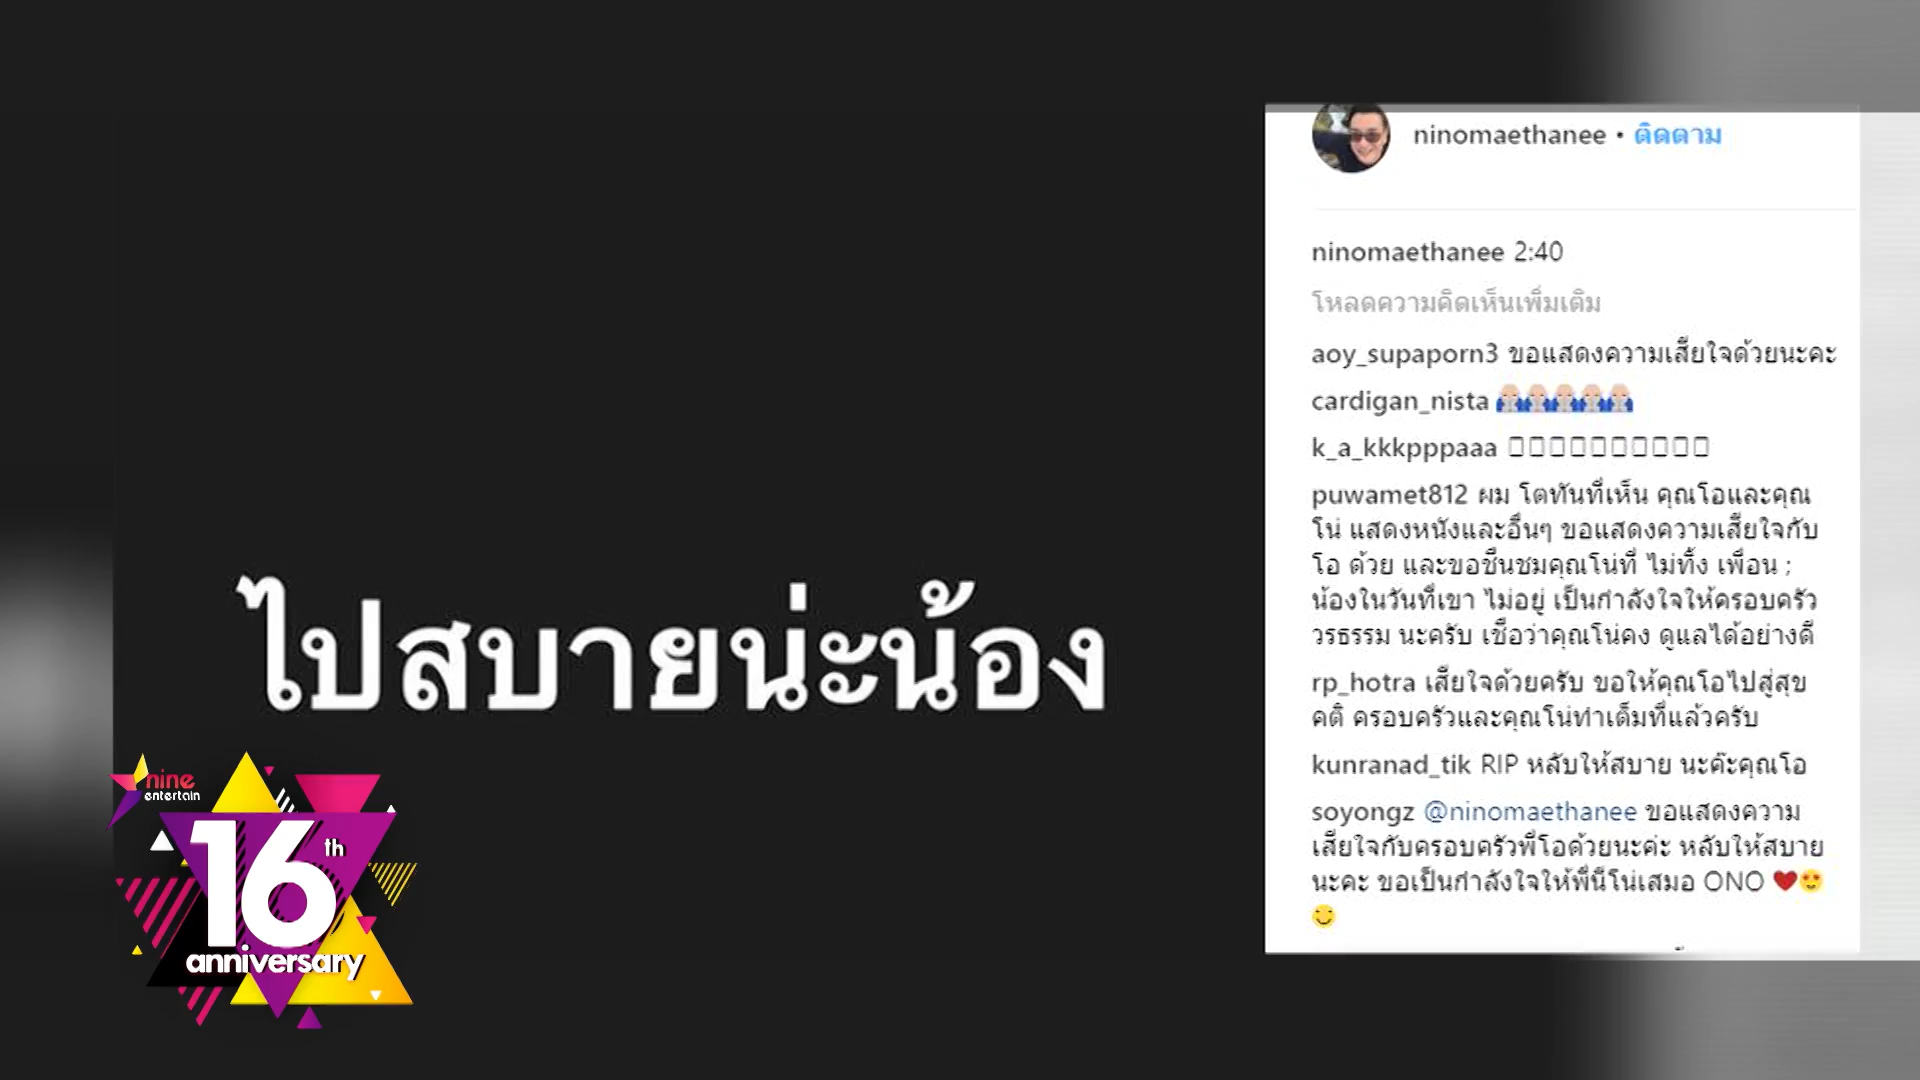 ไปสบายน่ะน้อง
nine
entertain
16th
anniversary
ninomaethanee • ติดตาม
ninomaethanee 2:40
โหลดความคิดเห็นเพิ่มเติม
aoy_supaporn3 ขอแสดงความเสียใจด้วยนะคะ
cardigan_nista
k_a_kkkpppaaa
puwamet812 ผม โตทันที่เห็น คุณโอและคุณ
โน่ แสดงหนังและอื่นๆ ขอแสดงความเสียใจกับ
โอ ด้วย และขอชื่นชมคุณโน่ที่ ไม่ทิ้ง เพื่อน ;
น้องในวันที่เขา ไม่อยู่ เป็นกำลังใจให้ครอบครัว
วรธรรม นะครับ เชื่อว่าคุณโน่คง ดูแลได้อย่างดี
rp_hotra เสียใจด้วยครับ ขอให้คุณโอไปสู่สุข
คติ ครอบครัวและคุณโน่ทำเต็มที่แล้วครับ
kunranad_tik RIP หลับให้สบาย นะค๊ะคุณโอ
soyongz @ninomaethanee ขอแสดงความ
เสียใจกับครอบครัวพี่โอด้วยนะค่ะ หลับให้สบาย
นะคะ ขอเป็นกำลังใจให้พี่นีโน่เสมอ ONO ❤️😍
😊